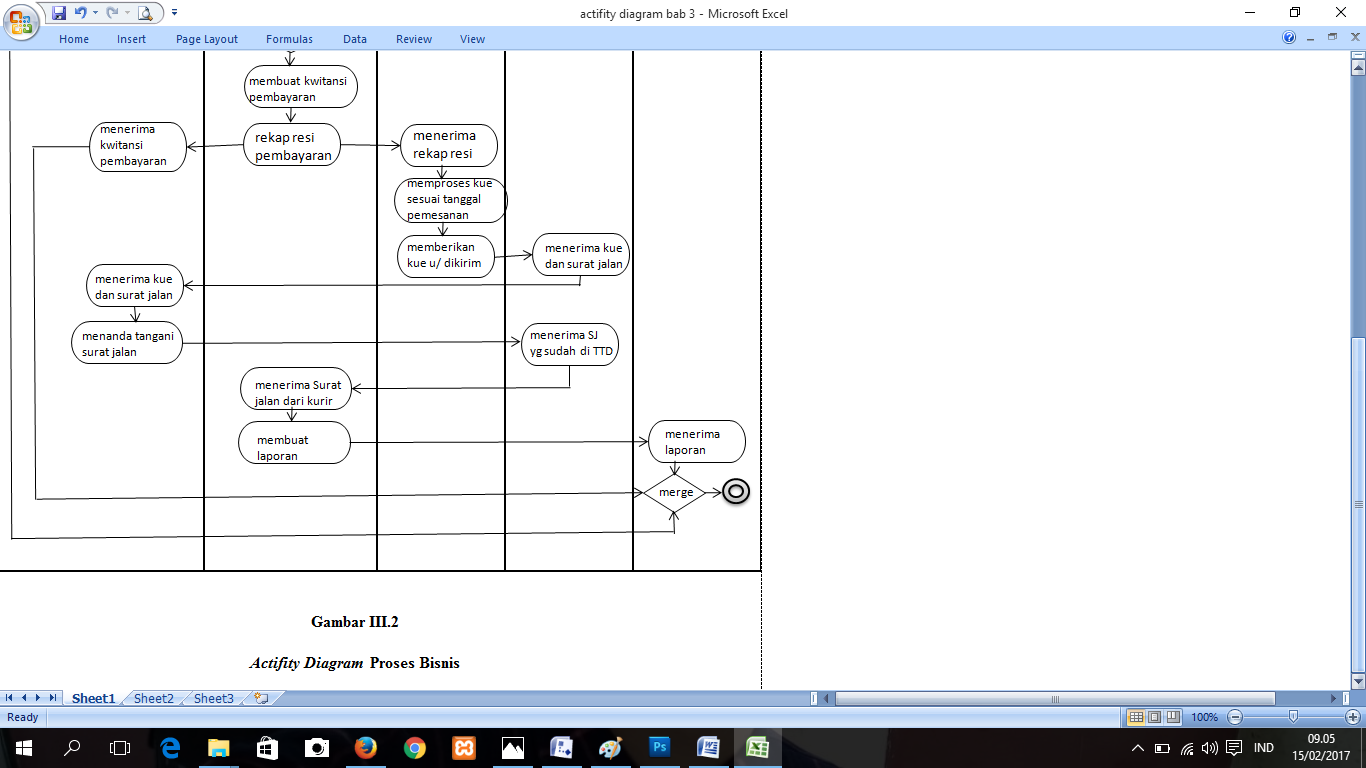 actifity diagram bab 3 - Microsoft Excel
Home Insert Page Layout Formulas Data Review View
membuat kwitansi
pembayaran
menerima
kwitansi
pembayaran
rekap resi
pembayaran
menerima
rekap resi
memproses kue
sesuai tanggal
pemesanan
memberikan
kue u/ dikirim
menerima kue
dan surat jalan
menerima kue
dan surat jalan
menanda tangani
surat jalan
menerima SJ
yg sudah di TTD
menerima Surat
jalan dari kurir
membuat
laporan
menerima
laporan
merge
Gambar III.2
Actifity Diagram Proses Bisnis
Sheet1 Sheet2 Sheet3
Ready
100%
IND
09.05
15/02/2017